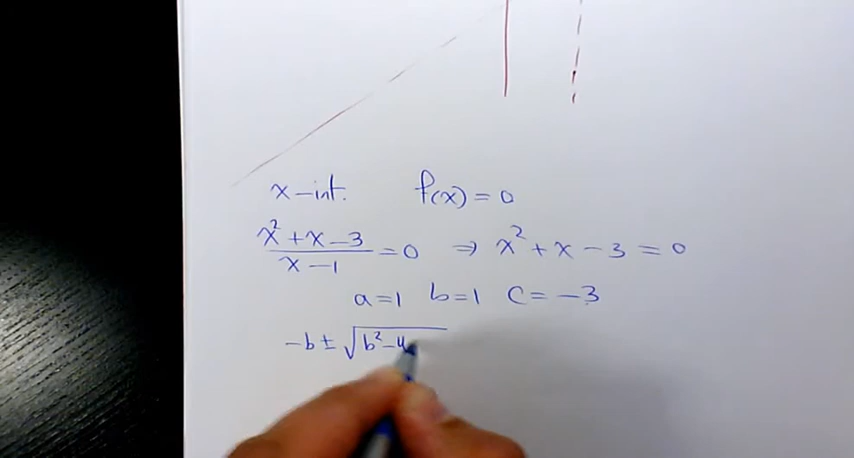 x-int. f(x) = 0
x² + x - 3 / x - 1 = 0 ⇒ x² + x - 3 = 0
a = 1 b = 1 c = -3
-b ± √b² - 4